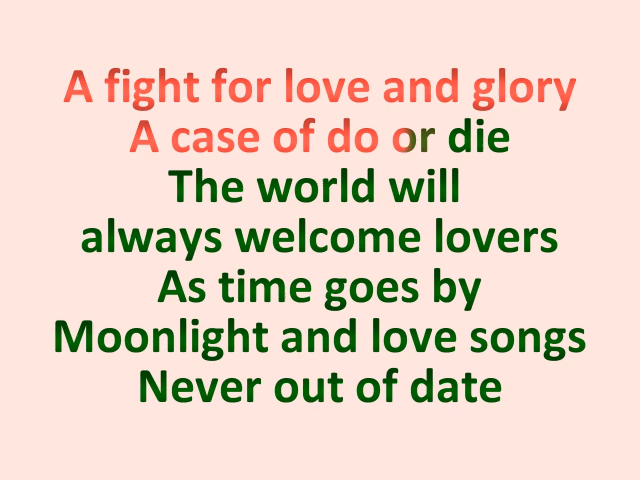 A fight for love and glory
A case of do or die
The world will
always welcome lovers
As time goes by
Moonlight and love songs
Never out of date